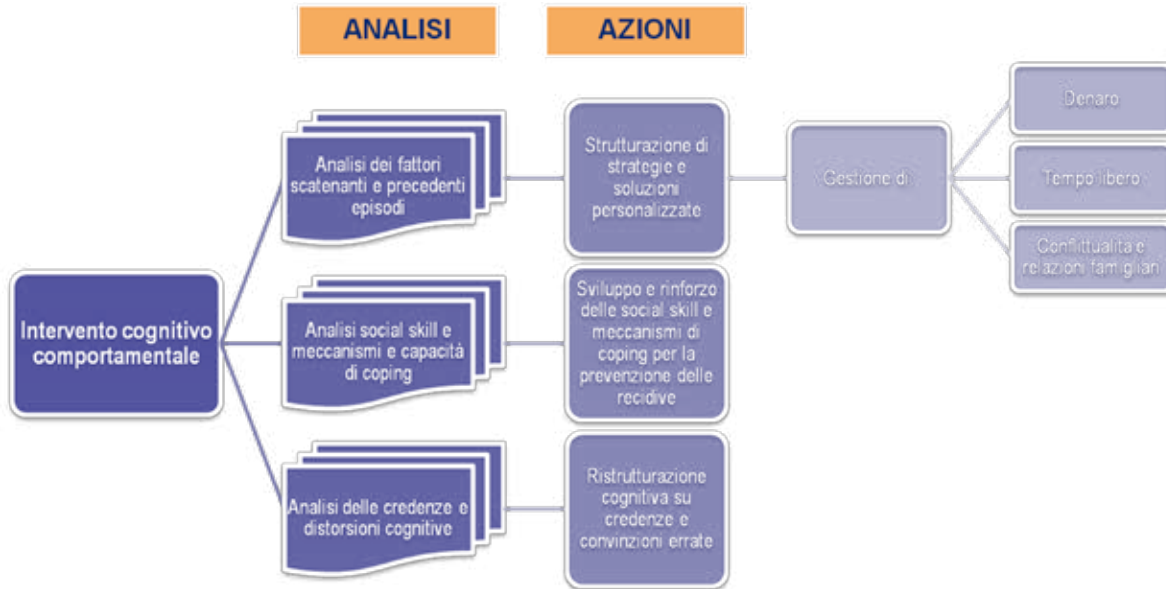 ANALISI
AZIONI
Intervento cognitivo
comportamentale
Analisi dei fattori
scatenanti e precedenti
episodi
Strutturazione di
strategie e
soluzioni
personalizzate
Gestione di
Denaro
Tempo libero
Conflittualita e
relazioni famigliari
Analisi social skill e
meccanismi e capacità
di coping
Sviluppo e rinforzo
delle social skill e
meccanismi di
coping per la
prevenzione delle
recidive
Analisi delle credenze e
distorsioni cognitive
Ristrutturazione
cognitiva su
credenze e
convinzioni errate